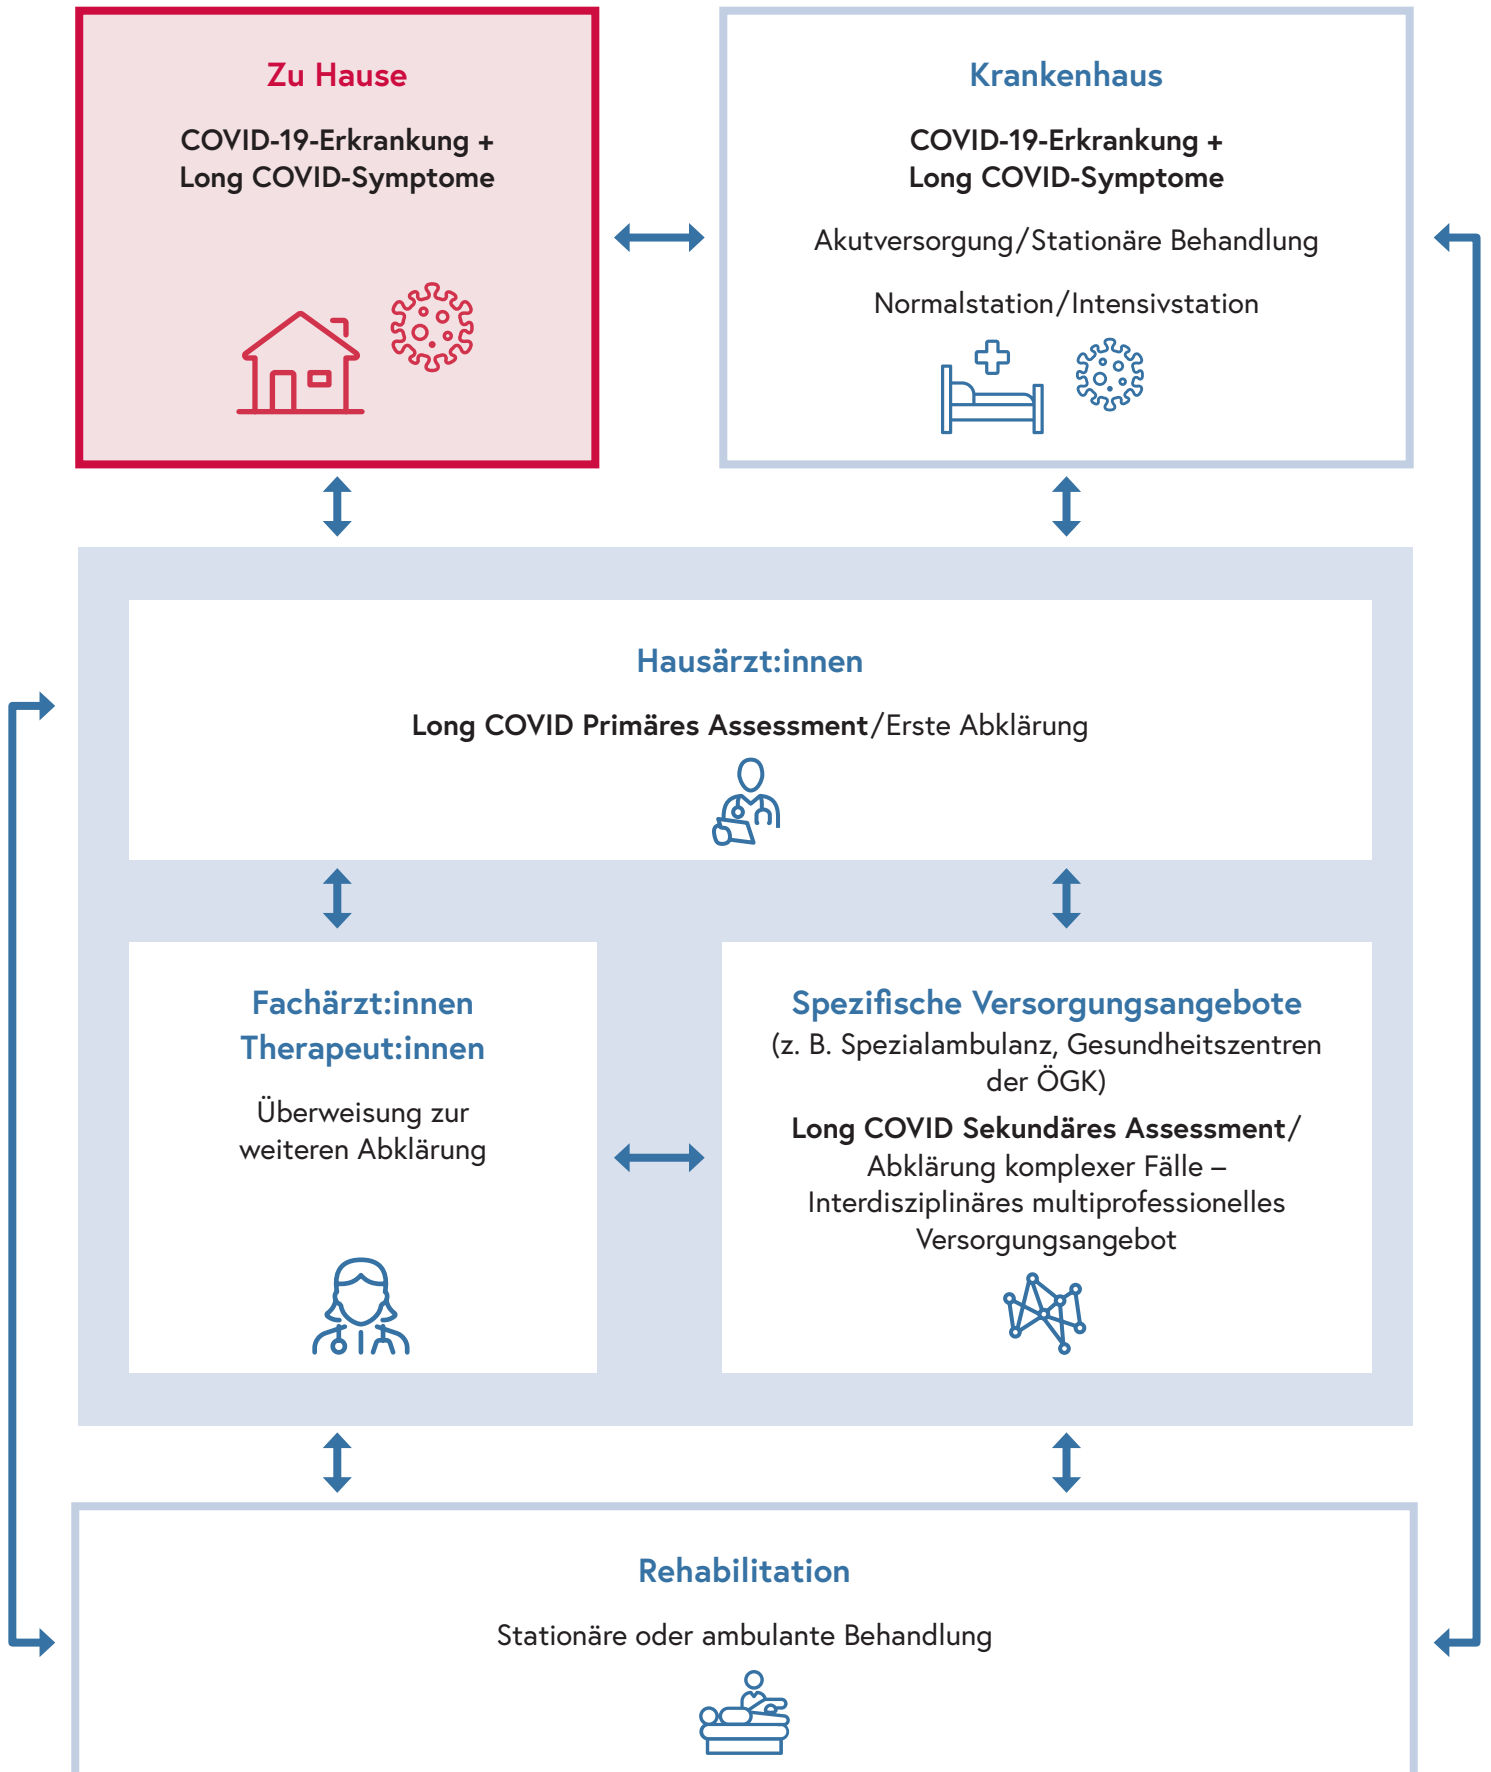 Zu Hause
COVID-19-Erkrankung +
Long COVID-Symptome
Krankenhaus
COVID-19-Erkrankung +
Long COVID-Symptome
Akutversorgung/Stationäre Behandlung
Normalstation/Intensivstation
Hausärzt:innen
Long COVID Primäres Assessment/Erste Abklärung
Fachärzt:innen
Therapeut:innen
Überweisung zur
weiteren Abklärung
Spezifische Versorgungsangebote
(z. B. Spezialambulanz, Gesundheitszentren
der ÖGK)
Long COVID Sekundäres Assessment/
Abklärung komplexer Fälle –
Interdisziplinäres multiprofessionelles
Versorgungsangebot
Rehabilitation
Stationäre oder ambulante Behandlung